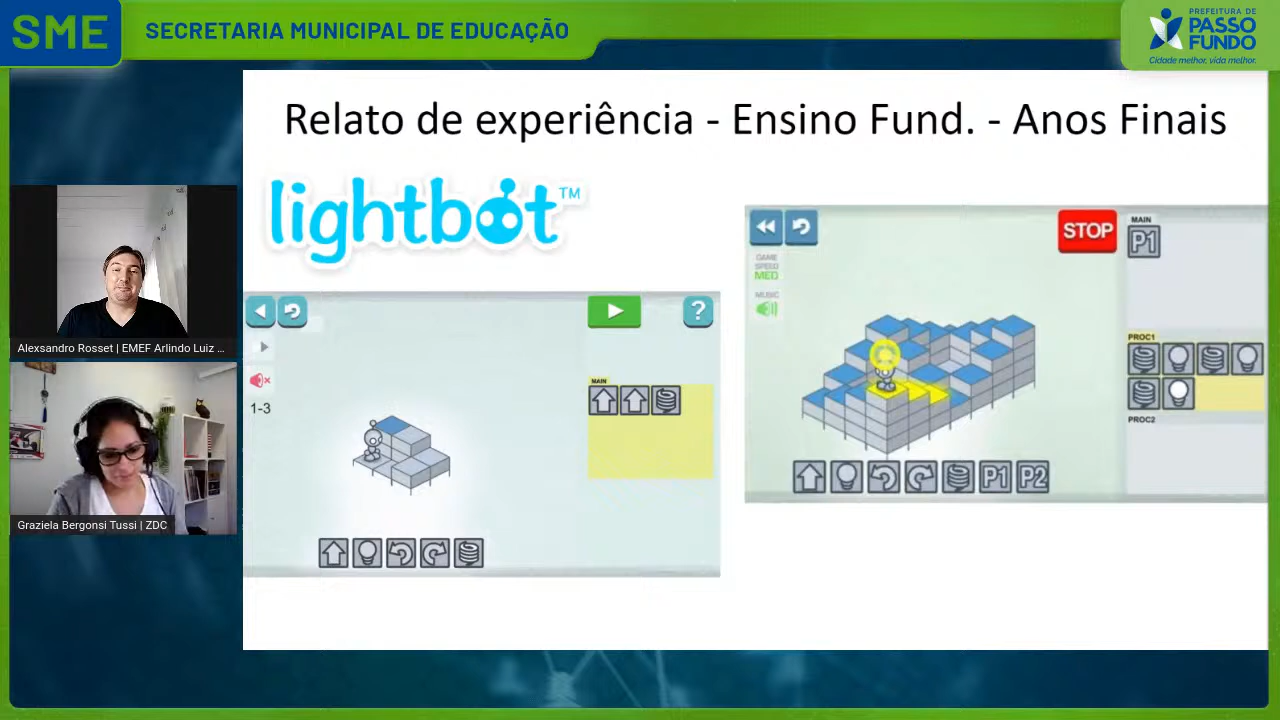 SME
SECRETARIA MUNICIPAL DE EDUCAÇÃO
PREFEITURA DE
PASSO
FUNDO
Cidade melhor, vida melhor.
Relato de experiência - Ensino Fund. - Anos Finais
lightbot™
STOP
MAIN
P1
GAME
SPEED
MED
MUSIC
PROC1
PROC2
P1 P2
?
MAIN
1-3
Alexsandro Rosset | EMEF Arlindo Luiz ...
Graziela Bergonsi Tussi | ZDC